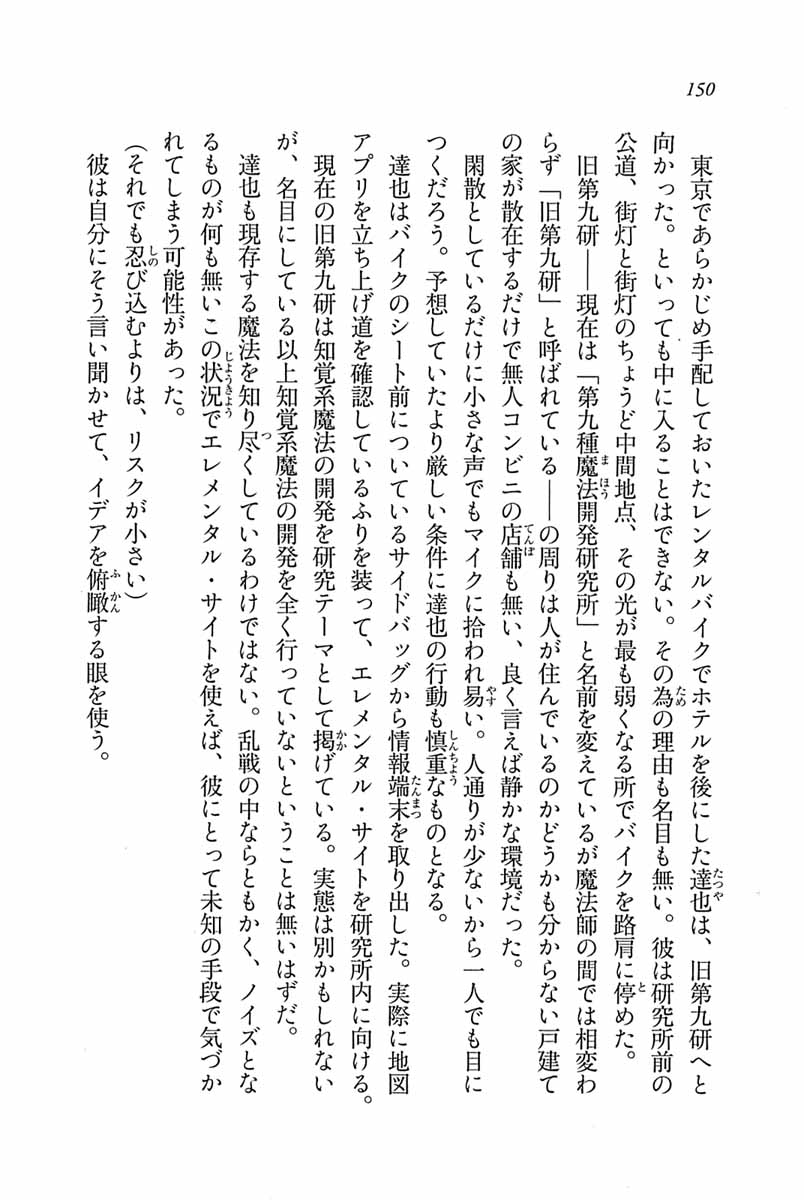 150
東京であらかじめ手配しておいたレンタルバイクでホテルを後にした達也は、旧第九研へと
向かった。といっても中に入ることはできない。その為の理由も名目も無い。彼は研究所前の
公道、街灯と街灯のちょうど中間地点、その光が最も弱くなる所でバイクを路肩に停めた。
旧第九研――現在は「第九種魔法開発研究所」と名前を変えているが魔法師の間では相変わ
らず「旧第九研」と呼ばれている――の周りは人が住んでいるのかどうかも分からない戸建て
の家が散在するだけで無人コンビニの店舗も無い、良く言えば静かな環境だった。
閑散としているだけに小さな声でもマイクに拾われ易い。人通りが少ないから一人でも目に
つくだろう。予想していたより厳しい条件に達也の行動も慎重なものとなる。
達也はバイクのシート前についているサイドバッグから情報端末を取り出した。実際に地図
アプリを立ち上げ道を確認しているふりを装って、エレメンタル・サイトを研究所内に向ける。
現在の旧第九研は知覚系魔法の開発を研究テーマとして掲げている。実態は別かもしれない
が、名目にしている以上知覚系魔法の開発を全く行っていないということは無いはずだ。
達也も現存する魔法を知り尽くしているわけではない。乱戦の中ならともかく、ノイズとな
るものが何も無いこの状況でエレメンタル・サイトを使えば、彼にとって未知の手段で気づか
れてしまう可能性があった。
（それでも忍び込むよりは、リスクが小さい）
彼は自分にそう言い聞かせて、イデアを俯瞰する眼を使う。